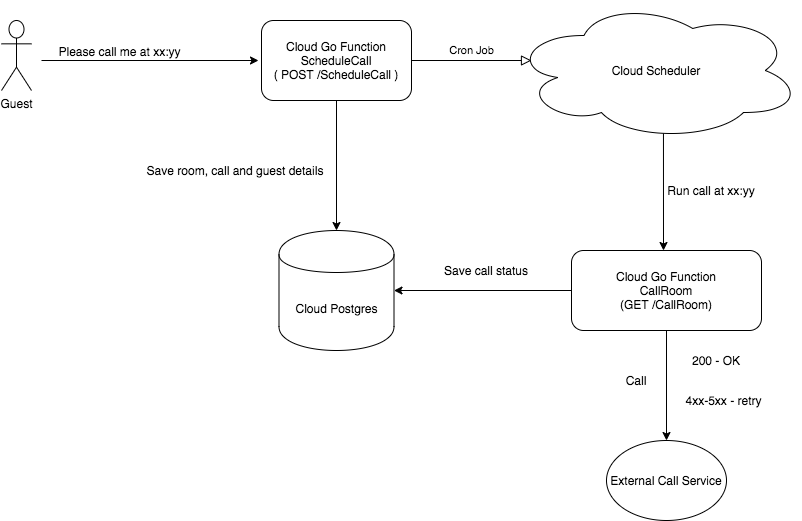 Please call me at xx:yy
Guest
Cloud Go Function
ScheduleCall
( POST /ScheduleCall )
Cron Job
Cloud Scheduler
Save room, call and guest details
Run call at xx:yy
Cloud Postgres
Save call status
Cloud Go Function
CallRoom
(GET /CallRoom)
Call
200 - OK
4xx-5xx - retry
External Call Service